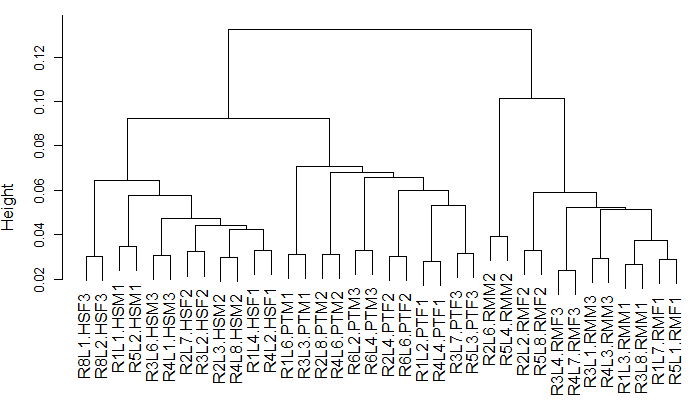 Height
0.02
0.04
0.06
0.08
0.10
0.12
R8L1.HSF3
R8L2.HSF3
R1L1.HSM1
R5L2.HSM1
R3L6.HSM3
R4L1.HSM3
R2L7.HSF2
R3L2.HSF2
R2L3.HSM2
R4L8.HSM2
R1L4.HSF1
R4L2.HSF1
R1L6.PTM1
R3L3.PTM1
R2L8.PTM2
R4L6.PTM2
R6L2.PTM3
R6L4.PTM3
R2L4.PTF2
R6L6.PTF2
R1L2.PTF1
R4L4.PTF1
R3L7.PTF3
R5L3.PTF3
R2L6.RMM2
R5L4.RMM2
R2L2.RMF2
R5L8.RMF2
R3L4.RMF3
R4L7.RMF3
R3L1.RMM3
R4L3.RMM3
R1L3.RMM1
R3L8.RMM1
R1L7.RMF1
R5L1.RMF1